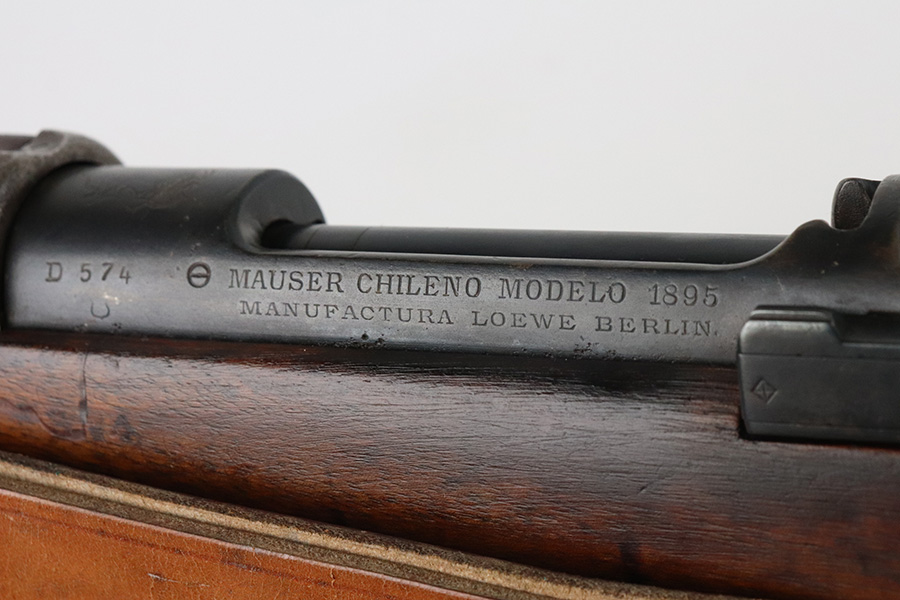 D 574 MAUSER CHILENO MODELO 1895
MANUFACTURA LOEWE BERLIN.